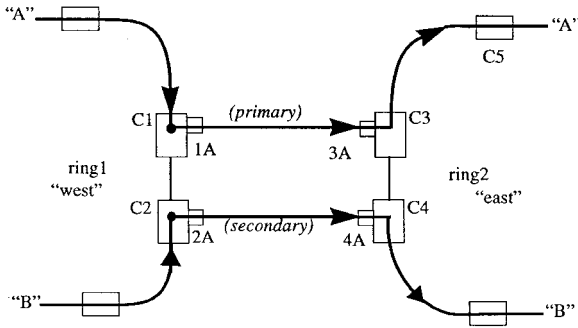 "A"
"A"
C5
C1
(primary)
C3
1A
3A
ring1
"west"
ring2
"east"
C2
(secondary)
C4
2A
4A
"B"
"B"